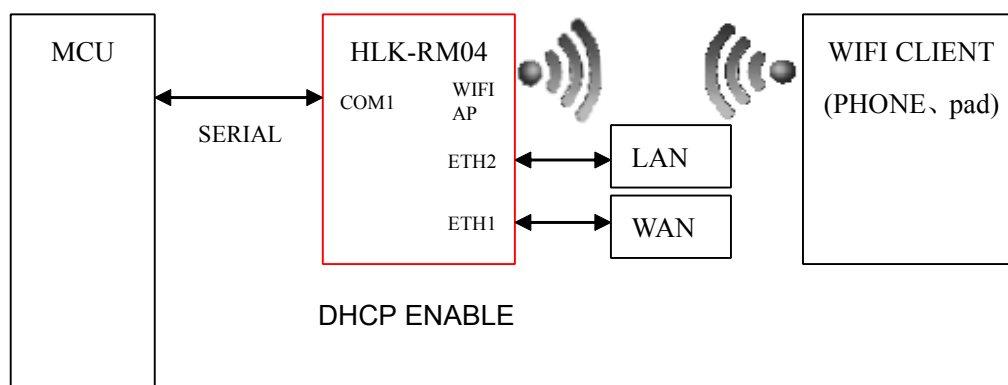 MCU
SERIAL
HLK-RM04
COM1
WIFI
AP
ETH2
ETH1
LAN
WAN
WIFI CLIENT
(PHONE、pad)
DHCP ENABLE